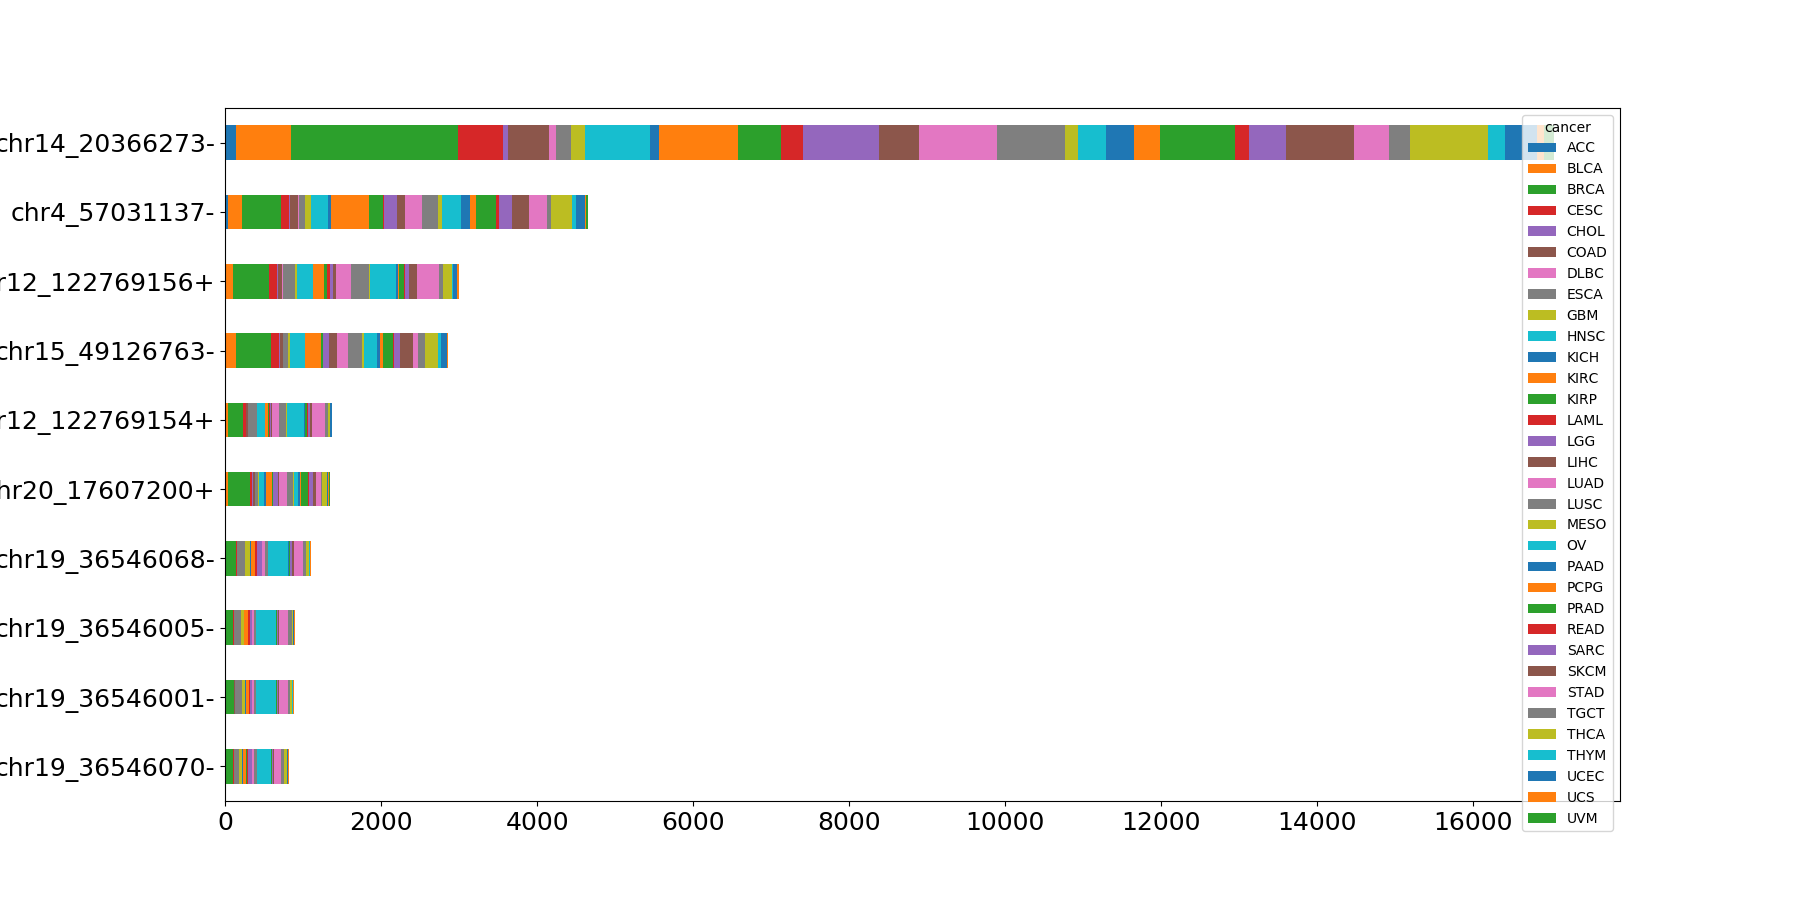 chr14_20366273-
chr4_57031137-
r12_122769156+
chr15_49126763-
r12_122769154+
hr20_17607200+
chr19_36546068-
chr19_36546005-
chr19_36546001-
chr19_36546070-
0 2000 4000 6000 8000 10000 12000 14000 16000
cancer
ACC
BLCA
BRCA
CESC
CHOL
COAD
DLBC
ESCA
GBM
HNSC
KICH
KIRC
KIRP
LAML
LGG
LIHC
LUAD
LUSC
MESO
OV
PAAD
PCPG
PRAD
READ
SARC
SKCM
STAD
TGCT
THCA
THYM
UCEC
UCS
UVM